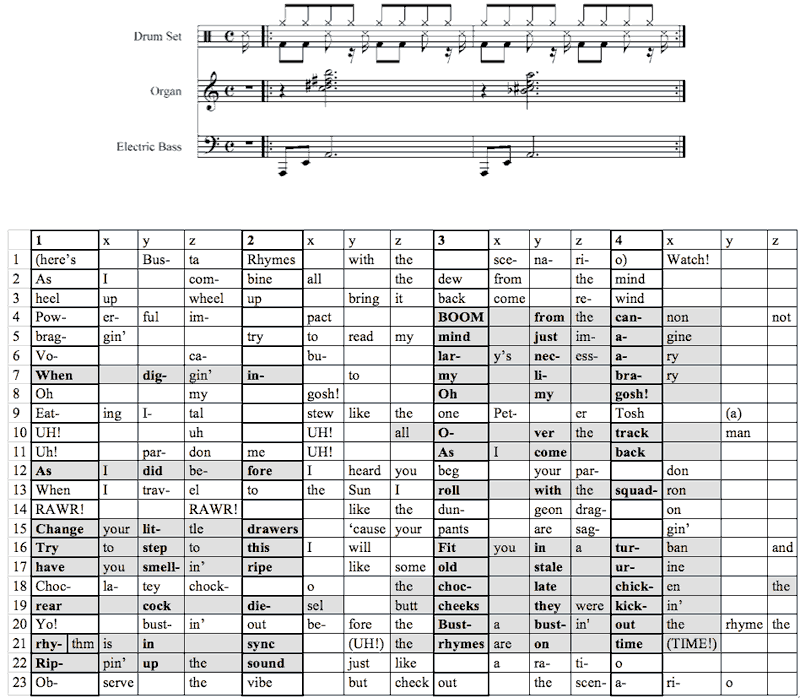 Drum Set
Organ
Electric Bass
1 x y z 2 x y z 3 x y z 4 x y z
1 (here's Bus- ta Rhymes with the sce- na- ri- o) Watch!
2 As I com- bine all the dew from the mind
3 heel up wheel up bring it back come re- wind
4 Pow- er- ful im- pact BOOM from the can- non not
5 brag- gin' try to read my mind just im- a- gine
6 Vo- ca- bu- lar- y's nec- ess- a- ry
7 When dig- gin' in- to my li- bra- ry
8 Oh my gosh! Oh my gosh!
9 Eat- ing I- tal stew like the one Pet- er Tosh (a)
10 UH! uh UH! all O- ver the track man
11 Uh! par- don me UH! As I come back
12 As I did be- fore I heard you beg your par- don
13 When I trav- el to the Sun I roll with the squad- ron
14 RAWR! RAWR! like the dun- geon drag- on
15 Change your lit- tle drawers 'cause your pants are sag- gin'
16 Try to step to this I will Fit you in a tur- ban and
17 have you smell- in' ripe like some old stale ur- ine
18 Choc- la- tey chock- o the choc- late chick- en the
19 rear cock die- sel butt cheeks they were kick- in'
20 Yo! bust- in' out be- fore the Bust- a bust- in' out the rhyme the
21 rhy- thm is in sync (UH!) the rhymes are on time (TIME!)
22 Rip- pin' up the sound just like a ra- ti- o
23 Ob- serve the vibe but check out the scen- a- ri- o